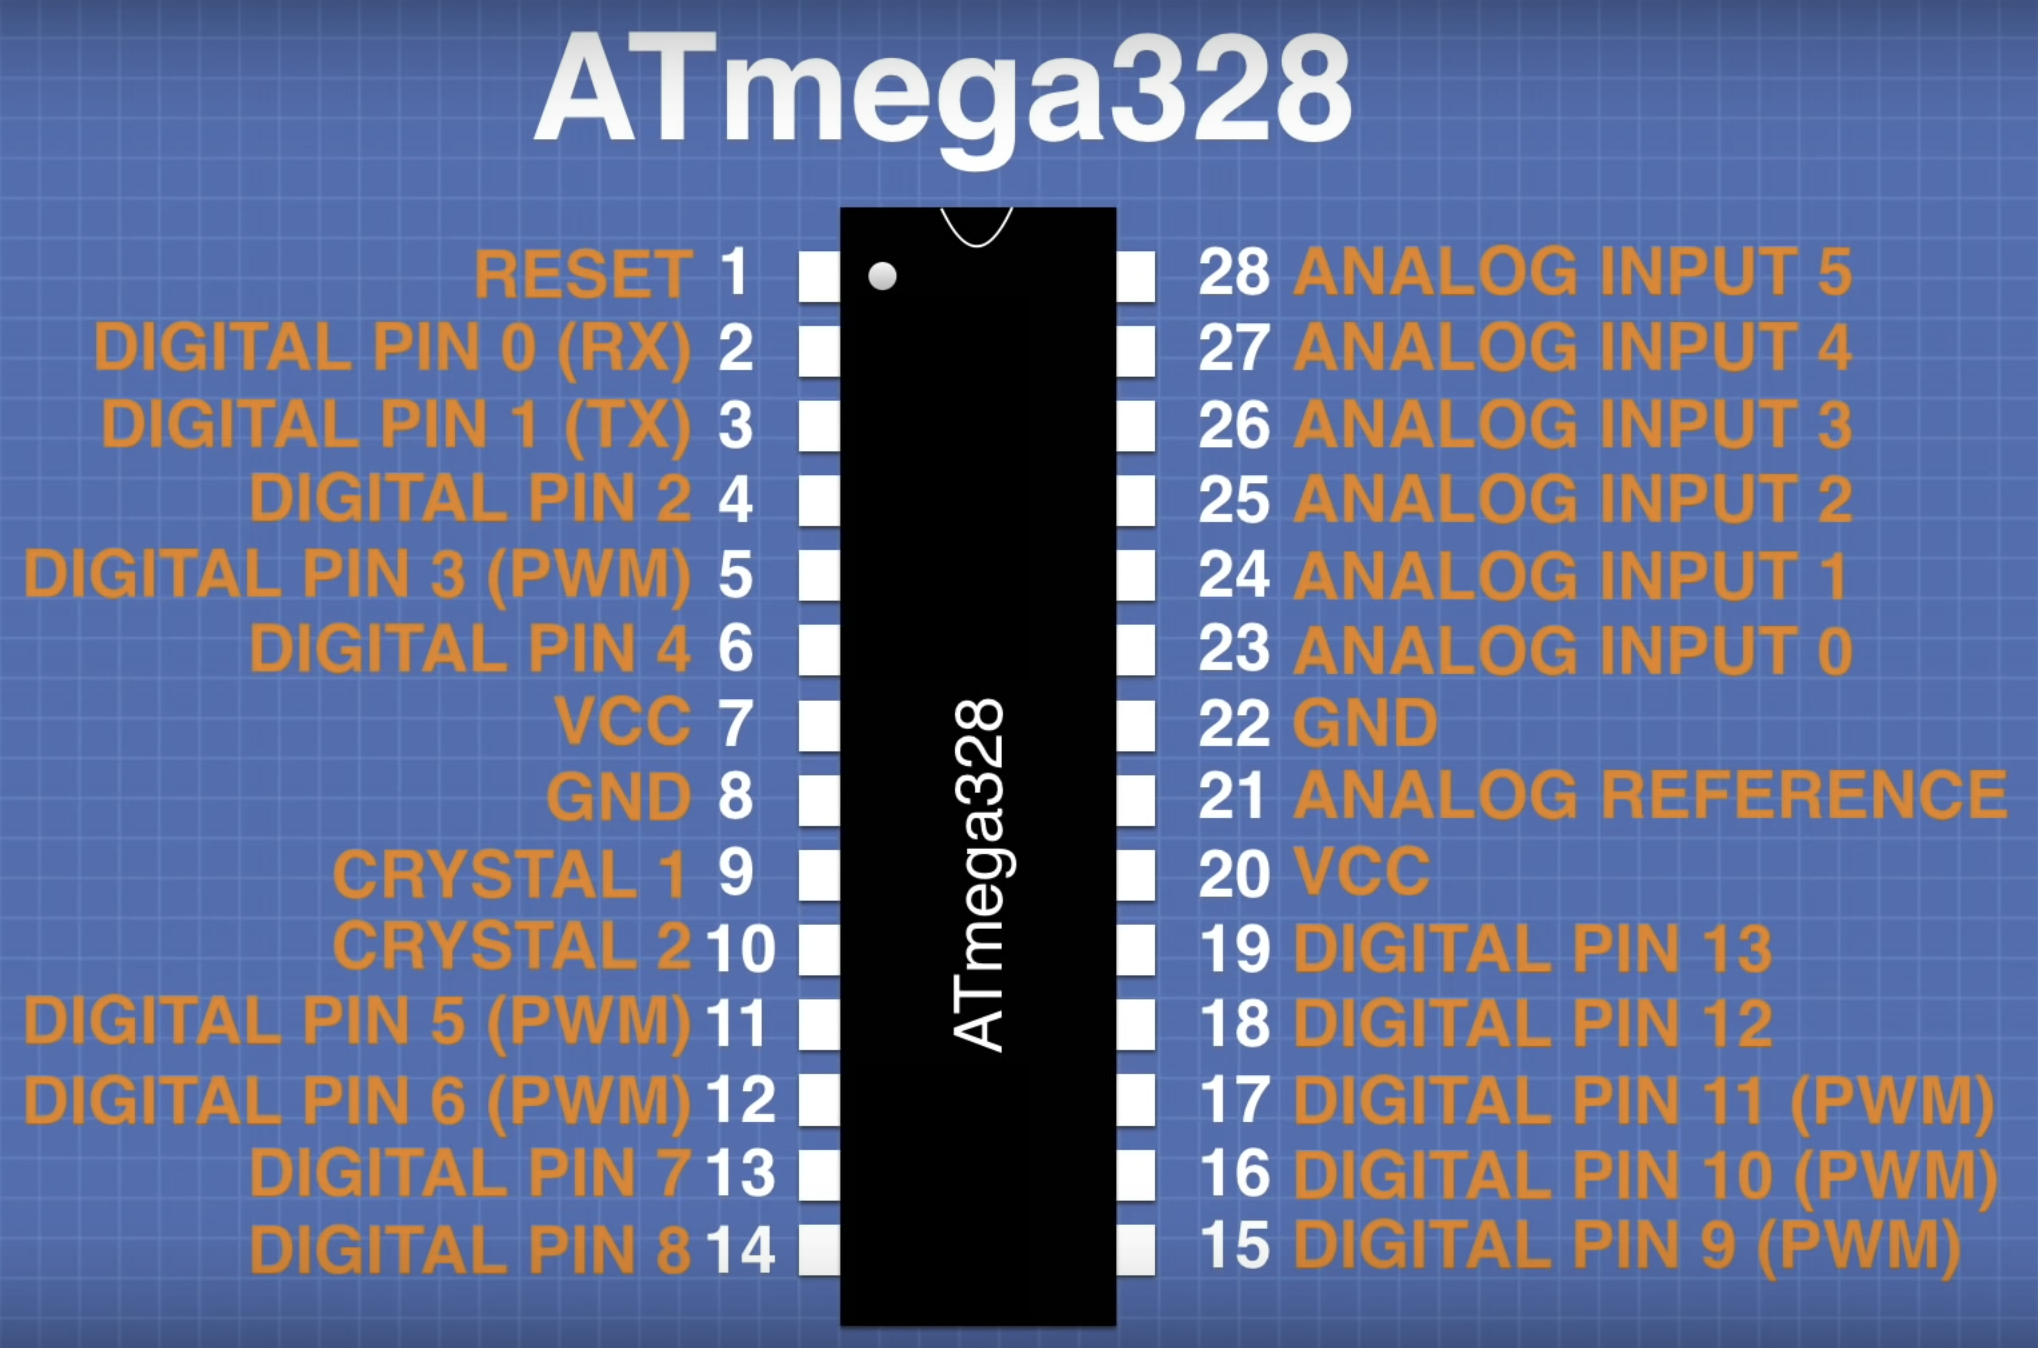 ATmega328
RESET 1
DIGITAL PIN 0 (RX) 2
DIGITAL PIN 1 (TX) 3
DIGITAL PIN 2 4
DIGITAL PIN 3 (PWM) 5
DIGITAL PIN 4 6
VCC 7
GND 8
CRYSTAL 1 9
CRYSTAL 2 10
DIGITAL PIN 5 (PWM) 11
DIGITAL PIN 6 (PWM) 12
DIGITAL PIN 7 13
DIGITAL PIN 8 14
ATmega328
28 ANALOG INPUT 5
27 ANALOG INPUT 4
26 ANALOG INPUT 3
25 ANALOG INPUT 2
24 ANALOG INPUT 1
23 ANALOG INPUT 0
22 GND
21 ANALOG REFERENCE
20 VCC
19 DIGITAL PIN 13
18 DIGITAL PIN 12
17 DIGITAL PIN 11 (PWM)
16 DIGITAL PIN 10 (PWM)
15 DIGITAL PIN 9 (PWM)